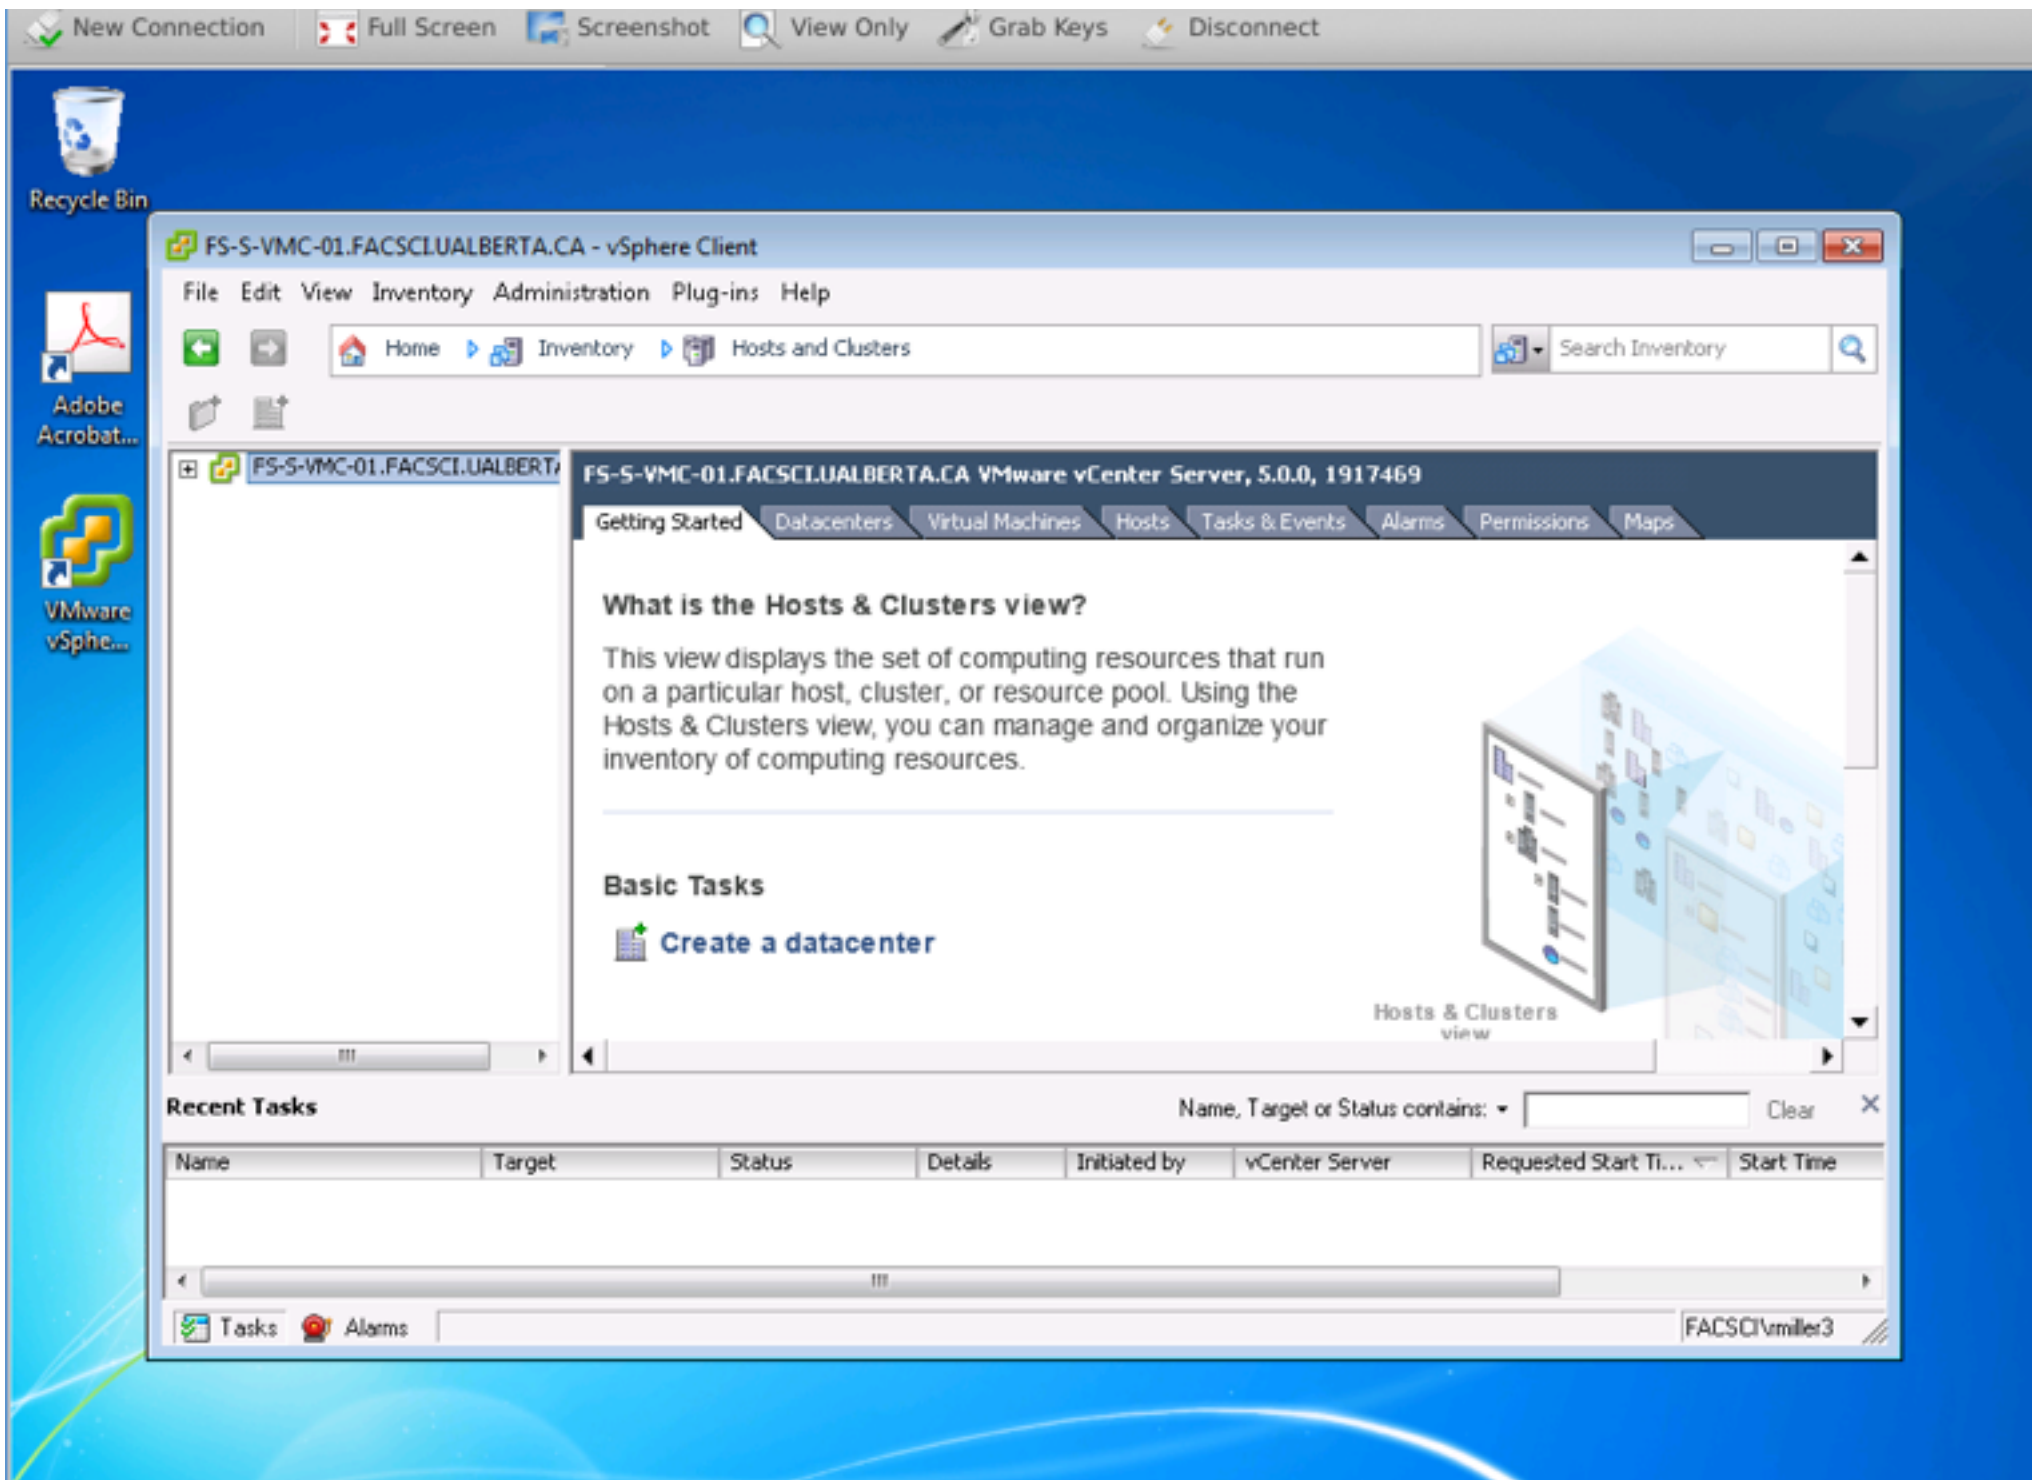 New Connection Full Screen Screenshot View Only Grab Keys Disconnect
Recycle Bin
Adobe
Acrobat...
VMware
vSphe...
FS-S-VMC-01.FACSCI.UALBERTA.CA - vSphere Client
File Edit View Inventory Administration Plug-ins Help
Home Inventory Hosts and Clusters
Search Inventory
FS-S-VMC-01.FACSCI.UALBERTA
FS-S-VMC-01.FACSCI.UALBERTA.CA VMware vCenter Server, 5.0.0, 1917469
Getting Started Datacenters Virtual Machines Hosts Tasks & Events Alarms Permissions Maps
What is the Hosts & Clusters view?
This view displays the set of computing resources that run
on a particular host, cluster, or resource pool. Using the
Hosts & Clusters view, you can manage and organize your
inventory of computing resources.
Basic Tasks
Create a datacenter
Hosts & Clusters
view
Recent Tasks
Name, Target or Status contains: Clear
Name Target Status Details Initiated by vCenter Server Requested Start Ti... Start Time
Tasks Alarms
FACSCI\rmiller3